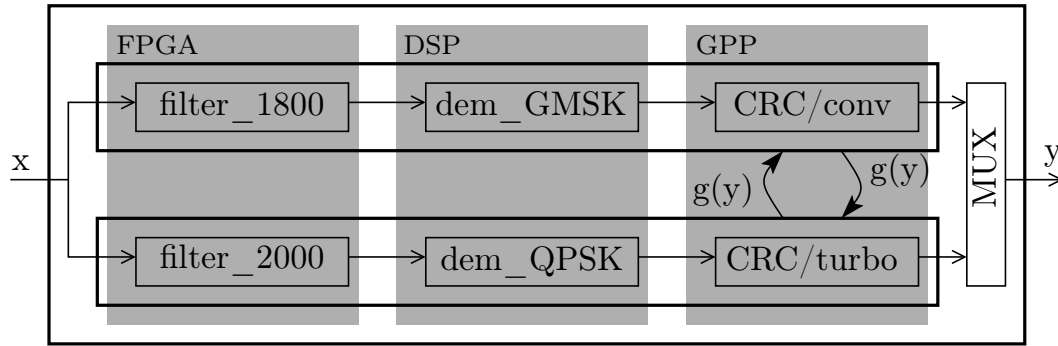 FPGA
DSP
GPP
filter_1800
dem_GMSK
CRC/conv
x
g(y)
g(y)
MUX
y
filter_2000
dem_QPSK
CRC/turbo